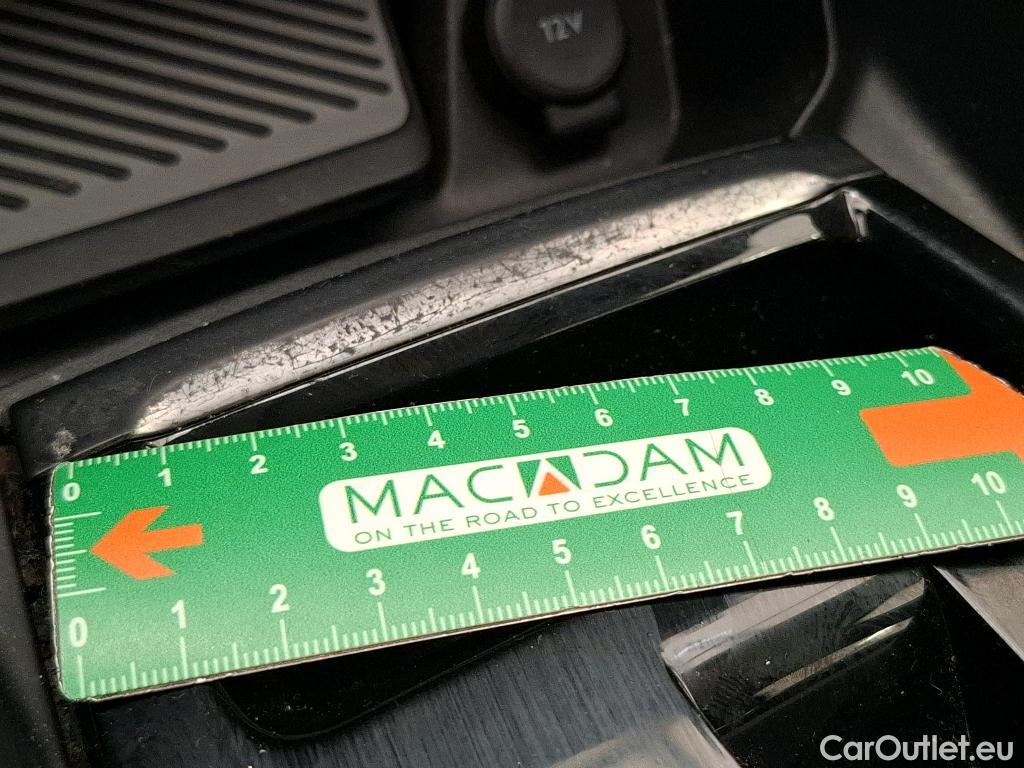 12V
0 1 2 3 4 5 6 7 8 9 10
MACADAM
ON THE ROAD TO EXCELLENCE
0 1 2 3 4 5 6 7 8 9 10
CarOutlet.eu